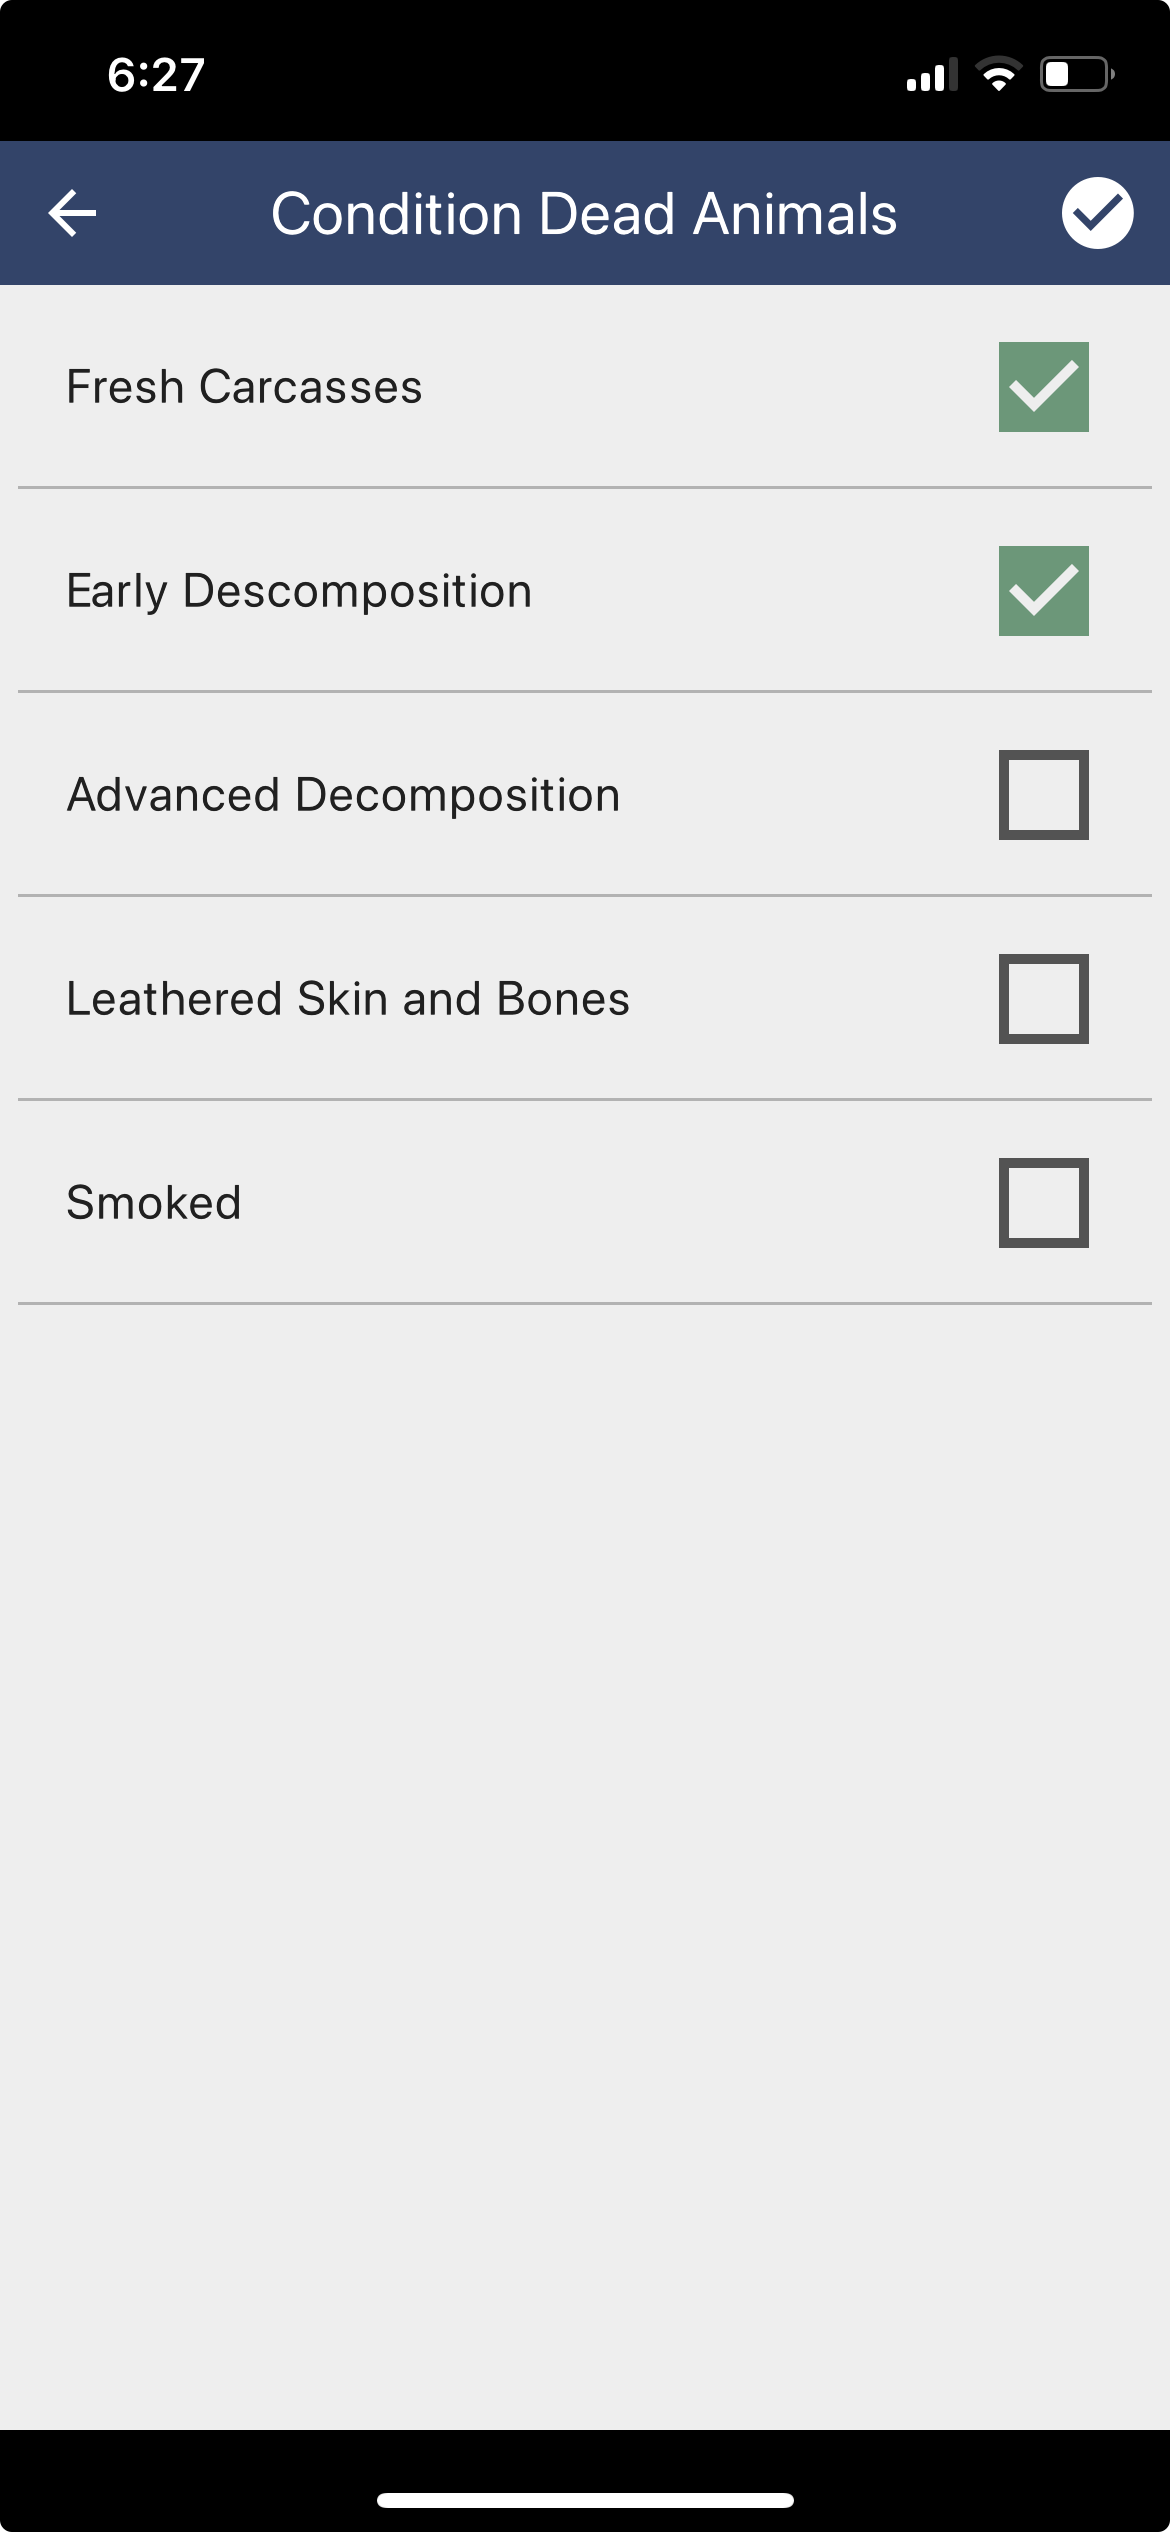 6:27
Condition Dead Animals
Fresh Carcasses
Early Descomposition
Advanced Decomposition
Leathered Skin and Bones
Smoked